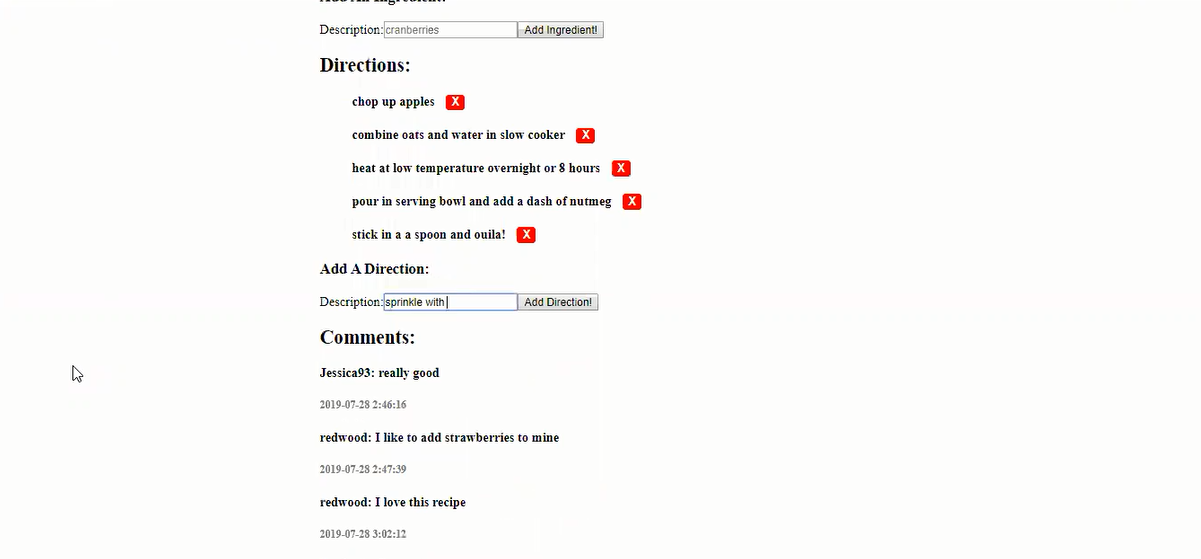 Add An Ingredient:
Description: cranberries Add Ingredient!
Directions:
chop up apples X
combine oats and water in slow cooker X
heat at low temperature overnight or 8 hours X
pour in serving bowl and add a dash of nutmeg X
stick in a a spoon and ouila! X
Add A Direction:
Description: sprinkle with Add Direction!
Comments:
Jessica93: really good
2019-07-28 2:46:16
redwood: I like to add strawberries to mine
2019-07-28 2:47:39
redwood: I love this recipe
2019-07-28 3:02:12